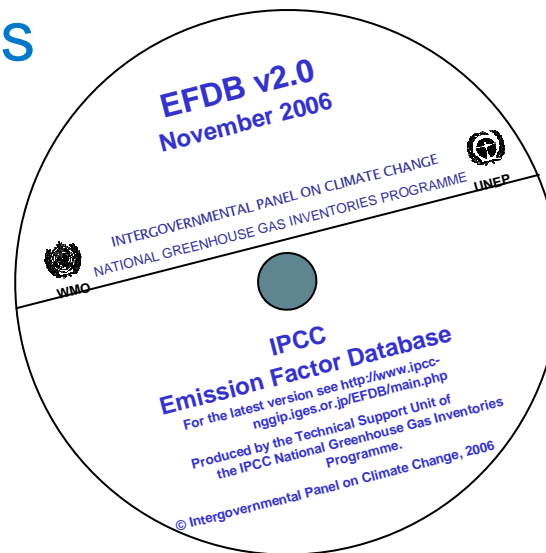 s
EFDB v2.0
November 2006
INTERGOVERNMENTAL PANEL ON CLIMATE CHANGE
NATIONAL GREENHOUSE GAS INVENTORIES PROGRAMME
WMO
UNEP
IPCC
Emission Factor Database
For the latest version see http://www.ipcc-
nggip.iges.or.jp/EFDB/main.php
Produced by the Technical Support Unit of
the IPCC National Greenhouse Gas Inventories
Programme.
© Intergovernmental Panel on Climate Change, 2006